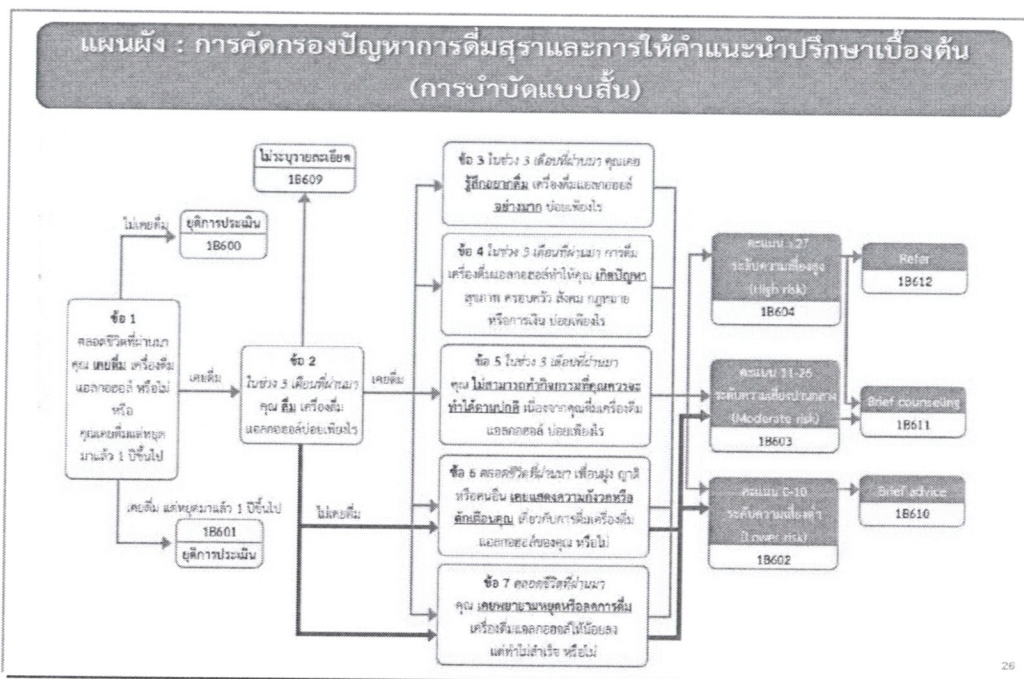 แผนผัง : การคัดกรองปัญหาการดื่มสุราและการให้คำแนะนำปรึกษาเบื้องต้น
(การบำบัดแบบสั้น)
ไม่ระบุรายละเอียด
1B609
ไม่เคยดื่ม
ยุติการประเมิน
1B600
ข้อ 1
ตลอดชีวิตที่ผ่านมา
คุณ เคยดื่ม เครื่องดื่ม
แอลกอฮอล์ หรือไม่
หรือ
คุณเคยดื่มแต่หยุด
มาแล้ว 1 ปีขึ้นไป
เคยดื่ม
เคยดื่ม แต่หยุดมาแล้ว 1 ปีขึ้นไป
1B601
ยุติการประเมิน
ข้อ 2
ในช่วง 3 เดือนที่ผ่านมา
คุณ ดื่ม เครื่องดื่ม
แอลกอฮอล์บ่อยเพียงไร
เคยดื่ม
ไม่เคยดื่ม
ข้อ 3 ในช่วง 3 เดือนที่ผ่านมา คุณเคย
รู้สึกอยากดื่ม เครื่องดื่มแอลกอฮอล์
อย่างมาก บ่อยเพียงไร
ข้อ 4 ในช่วง 3 เดือนที่ผ่านมา การดื่ม
เครื่องดื่มแอลกอฮอล์ทำให้คุณ เกิดปัญหา
สุขภาพ ครอบครัว สังคม กฎหมาย
หรือการเงิน บ่อยเพียงไร
ข้อ 5 ในช่วง 3 เดือนที่ผ่านมา
คุณ ไม่สามารถทำกิจกรรมที่คุณควรจะ
ทำได้ตามปกติ เนื่องจากคุณดื่มเครื่องดื่ม
แอลกอฮอล์ บ่อยเพียงไร
ข้อ 6 ตลอดชีวิตที่ผ่านมา เพื่อนฝูง ญาติ
หรือคนอื่น เคยแสดงความกังวลหรือ
ตักเตือนคุณ เกี่ยวกับการดื่มเครื่องดื่ม
แอลกอฮอล์ของคุณ หรือไม่
ข้อ 7 ตลอดชีวิตที่ผ่านมา
คุณ เคยพยายามหยุดหรือลดการดื่ม
เครื่องดื่มแอลกอฮอล์ให้น้อยลง
แต่ทำไม่สำเร็จ หรือไม่
คะแนน ≥27
ระดับความเสี่ยงสูง
(High risk)
1B604
คะแนน 11-26
ระดับความเสี่ยงปานกลาง
(Moderate risk)
1B603
คะแนน 0-10
ระดับความเสี่ยงต่ำ
(Lower risk)
1B602
Refer
1B612
Brief counseling
1B611
Brief advice
1B610
26